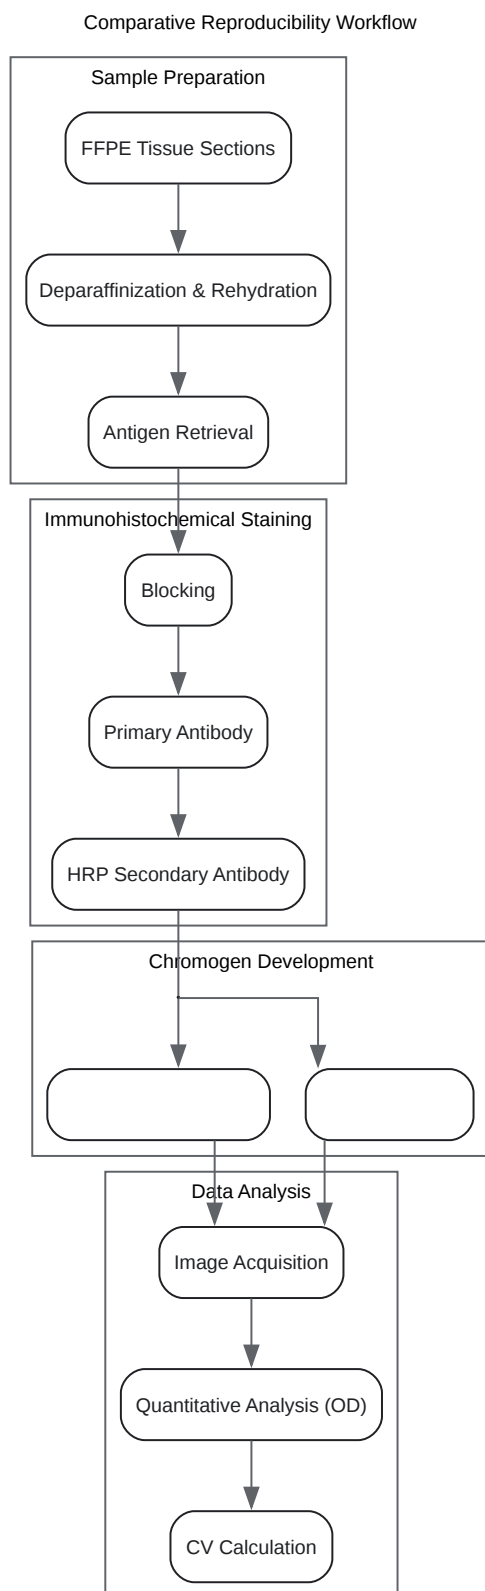 Comparative Reproducibility Workflow
Sample Preparation
FFPE Tissue Sections
Deparaffinization & Rehydration
Antigen Retrieval
Immunohistochemical Staining
Blocking
Primary Antibody
HRP Secondary Antibody
Chromogen Development
Data Analysis
Image Acquisition
Quantitative Analysis (OD)
CV Calculation